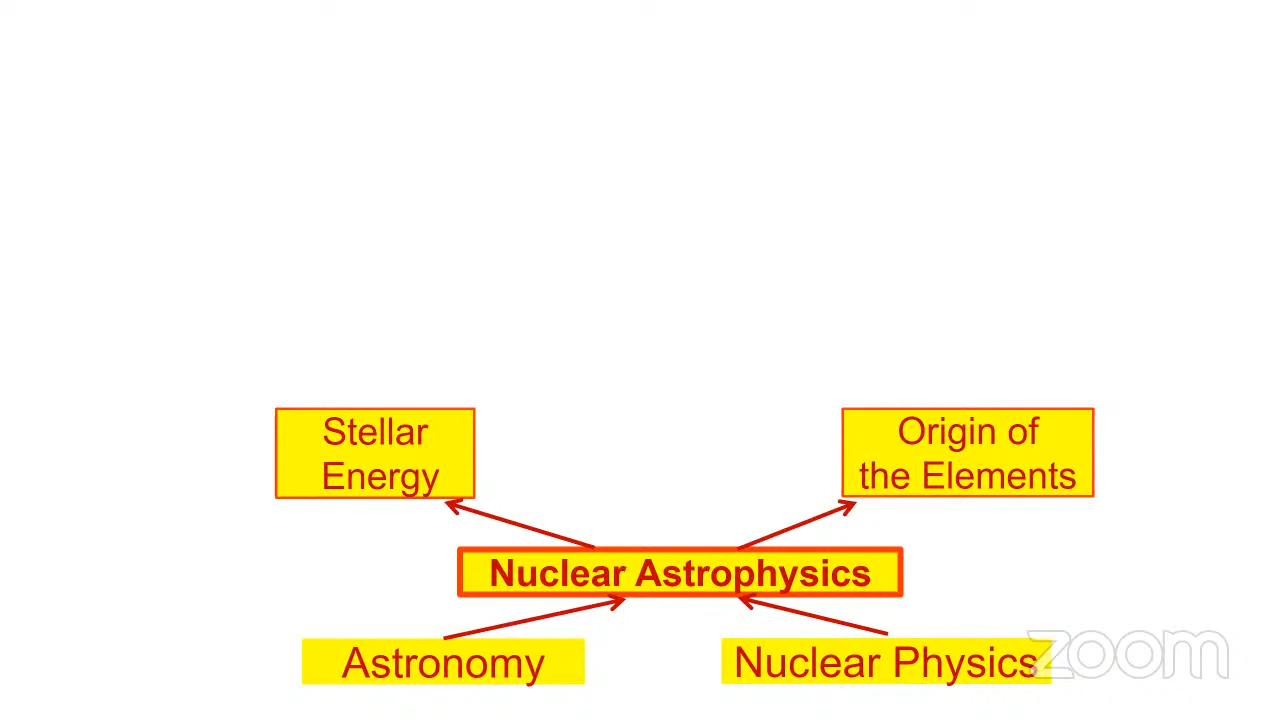 Stellar
Energy
Origin of
the Elements
Nuclear Astrophysics
Astronomy
Nuclear Physics
zoom